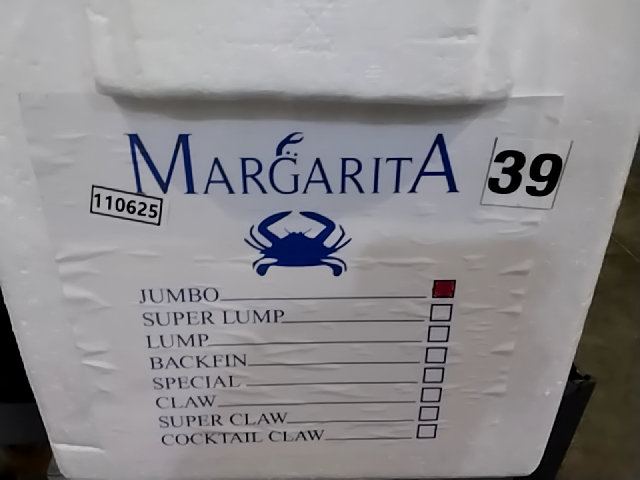 MARGARITA
39
110625
JUMBO
SUPER LUMP
LUMP
BACKFIN
SPECIAL
CLAW
SUPER CLAW
COCKTAIL CLAW